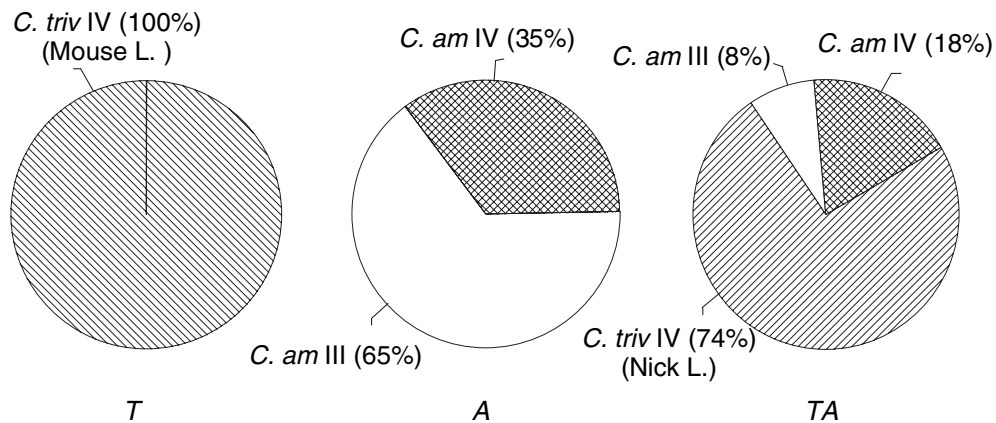 C. triv IV (100%)
(Mouse L. )
C. am IV (35%)
C. am III (8%)
C. am IV (18%)
C. am III (65%)
C. triv IV (74%)
(Nick L.)
T
A
TA